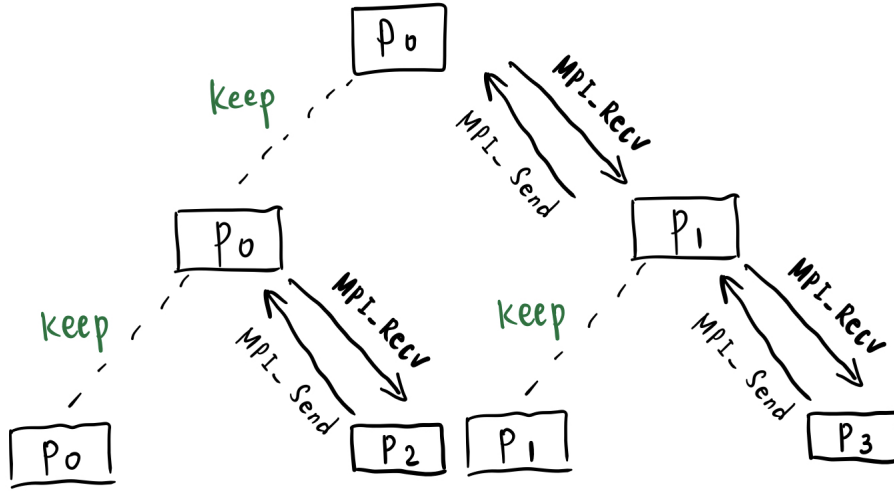 P0
keep
MPI_Recv
MPI_Send
P0
P1
keep
MPI_Recv
MPI_Send
keep
MPI_Recv
MPI_Send
P0
P2
P1
P3